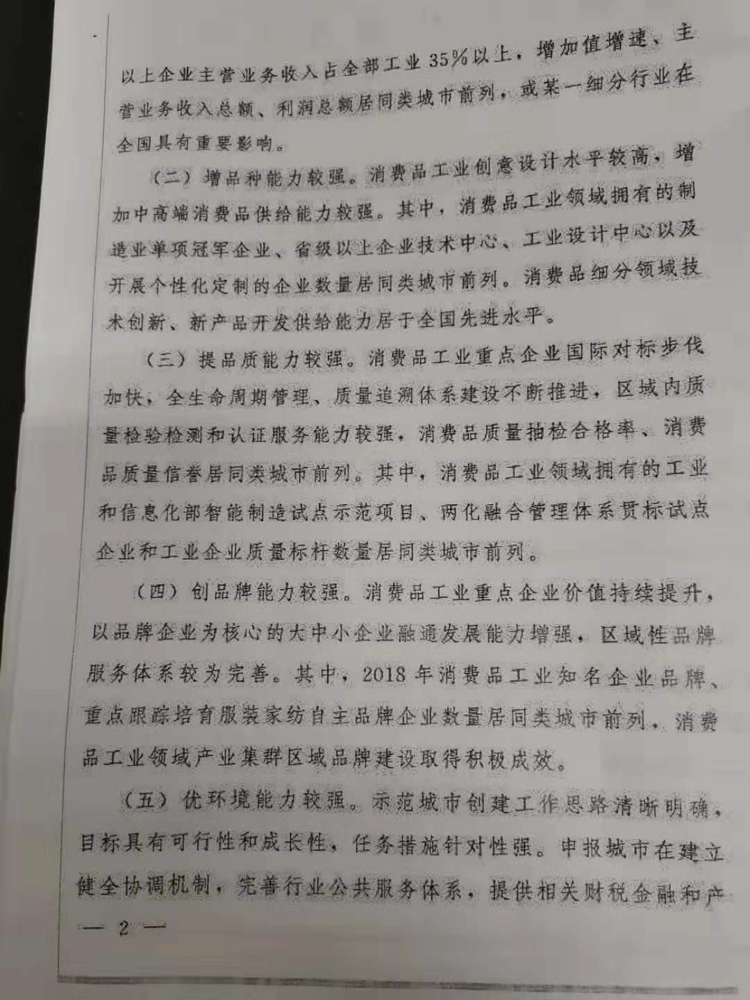 以上企业主营业务收入占全部工业 35%以上，增加值增速、主
营业务收入总额、利润总额居同类城市前列，或某一细分行业在
全国具有重要影响。
（二）增品种能力较强。消费品工业创意设计水平较高，增
加中高端消费品供给能力较强。其中，消费品工业领域拥有的制
造业单项冠军企业、省级以上企业技术中心、工业设计中心以及
开展个性化定制的企业数量居同类城市前列。消费品细分领域技
术创新、新产品开发供给能力居于全国先进水平。
（三）提品质能力较强。消费品工业重点企业国际对标步伐
加快，全生命周期管理、质量追溯体系建设不断推进，区域内质
量检验检测和认证服务能力较强，消费品质量抽检合格率、消费
品质量信誉居同类城市前列。其中，消费品工业领域拥有的工业
和信息化部智能制造试点示范项目、两化融合管理体系贯标试点
企业和工业企业质量标杆数量居同类城市前列。
（四）创品牌能力较强。消费品工业重点企业价值持续提升，
以品牌企业为核心的大中小企业融通发展能力增强，区域性品牌
服务体系较为完善。其中，2018 年消费品工业知名企业品牌、
重点跟踪培育服装家纺自主品牌企业数量居同类城市前列，消费
品工业领域产业集群区域品牌建设取得积极成效。
（五）优环境能力较强。示范城市创建工作思路清晰明确，
目标具有可行性和成长性，任务措施针对性强。申报城市在建立
健全协调机制，完善行业公共服务体系，提供相关财税金融和产
— 2 —